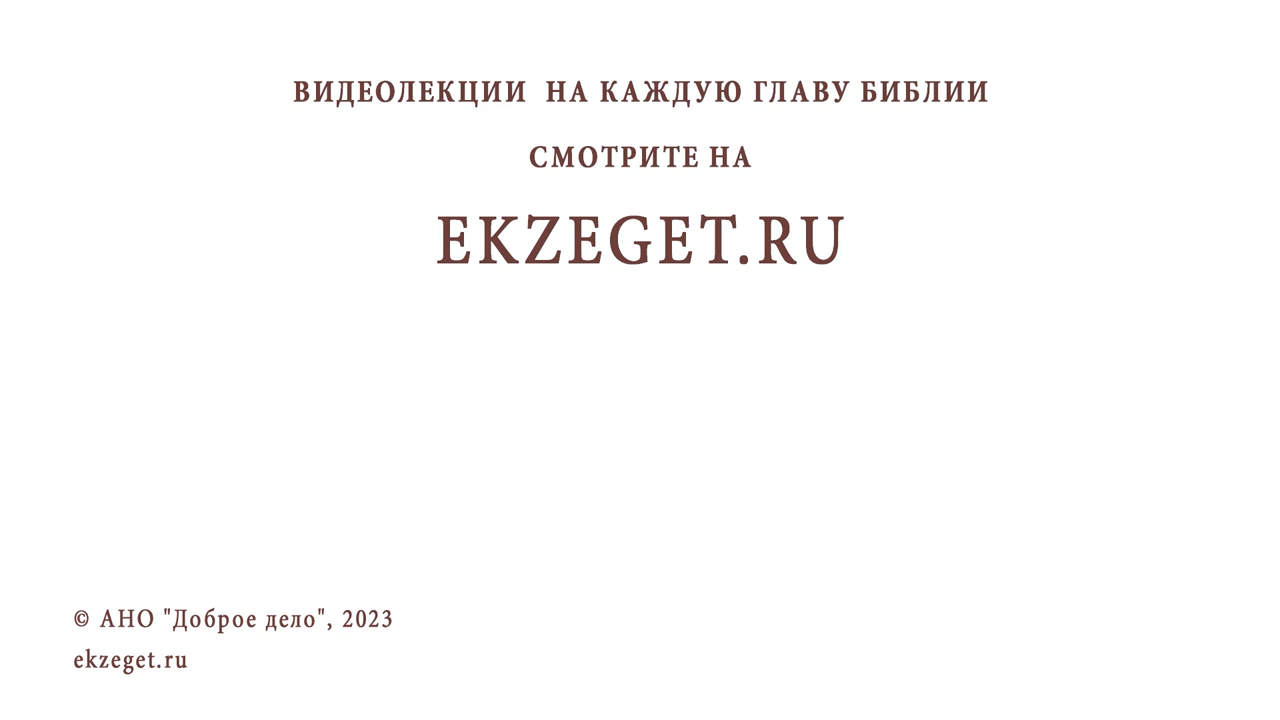 ВИДЕОЛЕКЦИИ НА КАЖДУЮ ГЛАВУ БИБЛИИ
СМОТРИТЕ НА
EKZEGET.RU
© АНО "Доброе дело", 2023
ekzeget.ru